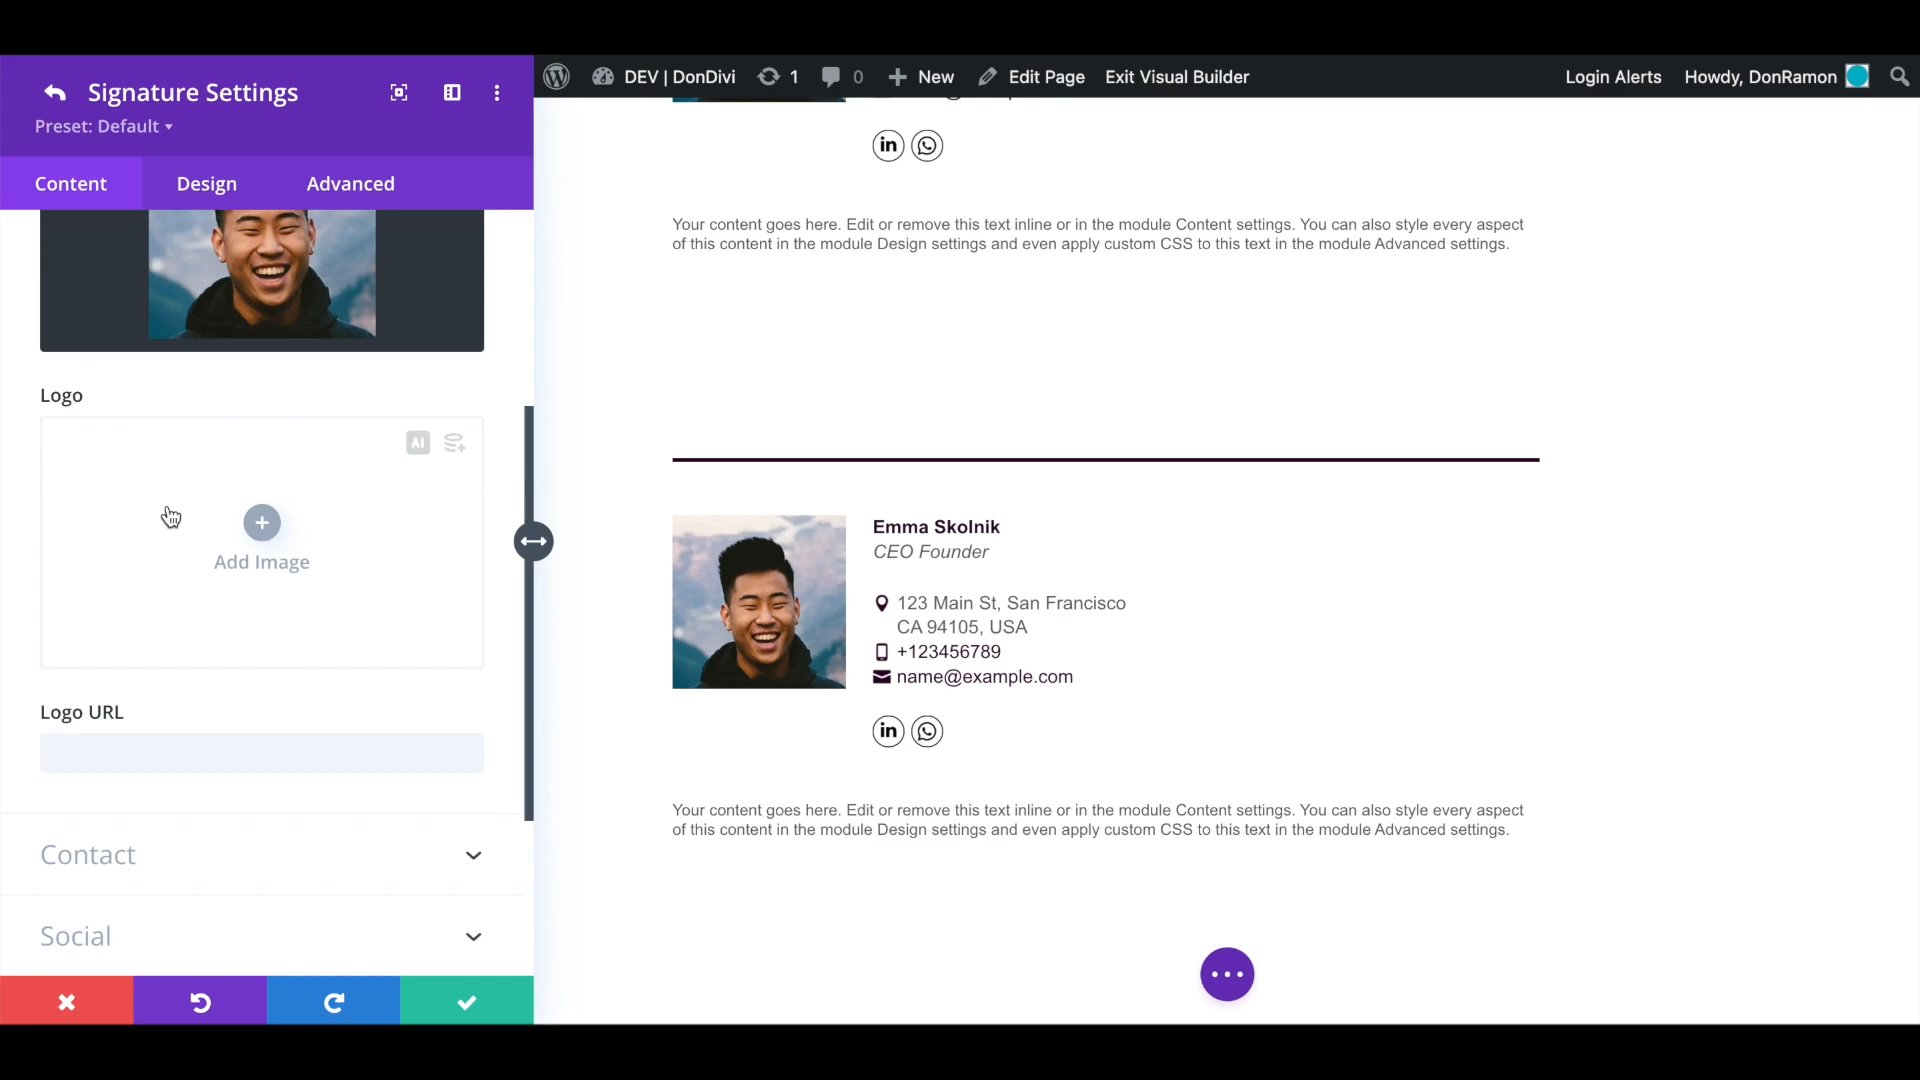 Signature Settings
Preset: Default
Content
Design
Advanced
Logo
AI
Add Image
Logo URL
Contact
Social
DEV | DonDivi
1
0
New
Edit Page
Exit Visual Builder
Login Alerts
Howdy, DonRamon
in
Your content goes here. Edit or remove this text inline or in the module Content settings. You can also style every aspect
of this content in the module Design settings and even apply custom CSS to this text in the module Advanced settings.
Emma Skolnik
CEO Founder
123 Main St, San Francisco
CA 94105, USA
+123456789
name@example.com
in
Your content goes here. Edit or remove this text inline or in the module Content settings. You can also style every aspect
of this content in the module Design settings and even apply custom CSS to this text in the module Advanced settings.